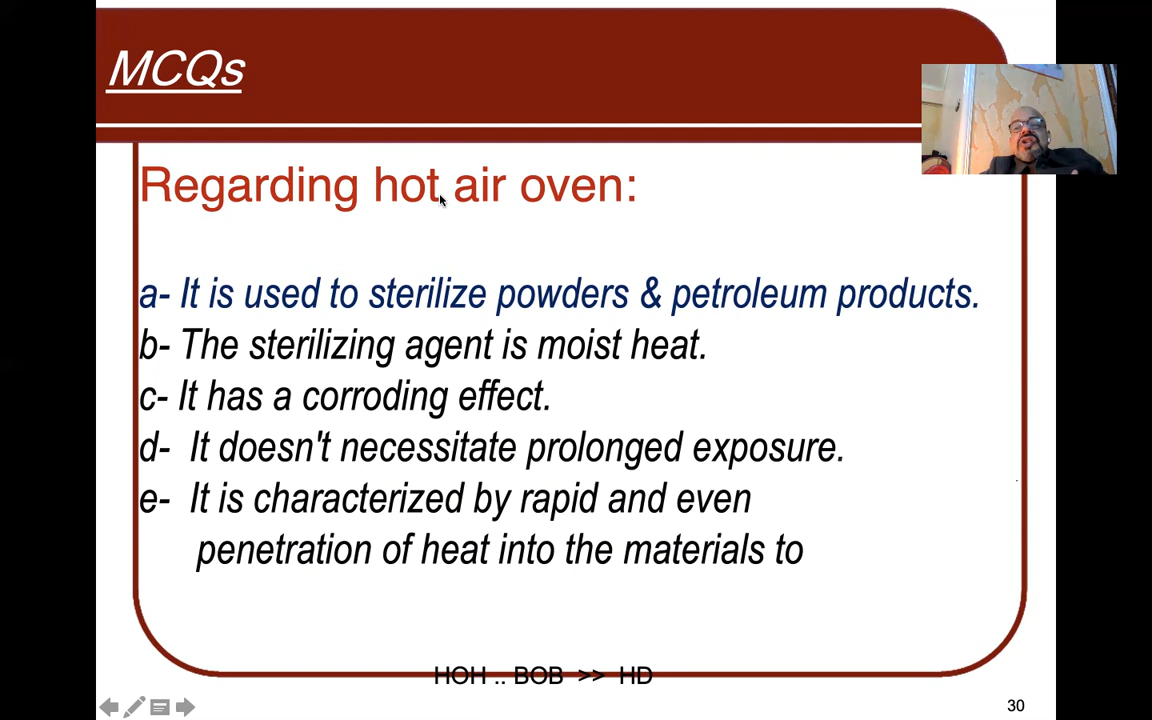 MCQs
Regarding hot air oven:
a- It is used to sterilize powders & petroleum products.
b- The sterilizing agent is moist heat.
c- It has a corroding effect.
d- It doesn't necessitate prolonged exposure.
e- It is characterized by rapid and even
penetration of heat into the materials to
HOH .. BOB >> HD
30